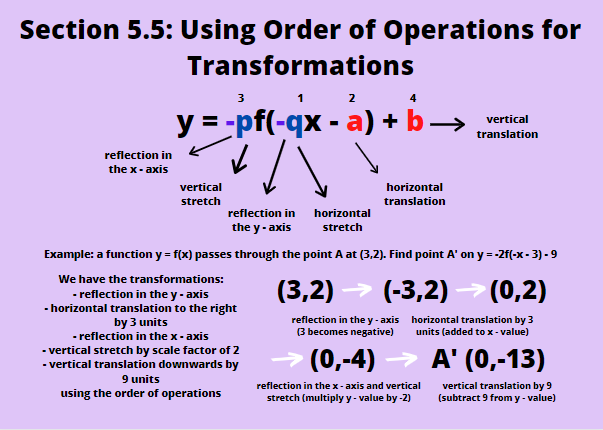 Section 5.5: Using Order of Operations for
Transformations
3 1 2 4
y = -pf(-qx - a) + b
vertical
translation
reflection in
the x - axis
vertical
stretch
reflection in
the y - axis
horizontal
stretch
horizontal
translation
Example: a function y = f(x) passes through the point A at (3,2). Find point A' on y = -2f(-x - 3) - 9
We have the transformations:
- reflection in the y - axis
- horizontal translation to the right
by 3 units
- reflection in the x - axis
- vertical stretch by scale factor of 2
- vertical translation downwards by
9 units
using the order of operations
(3,2) (-3,2) (0,2)
reflection in the y - axis
(3 becomes negative)
horizontal translation by 3
units (added to x - value)
(0,-4) A' (0,-13)
reflection in the x - axis and vertical
stretch (multiply y - value by -2)
vertical translation by 9
(subtract 9 from y - value)